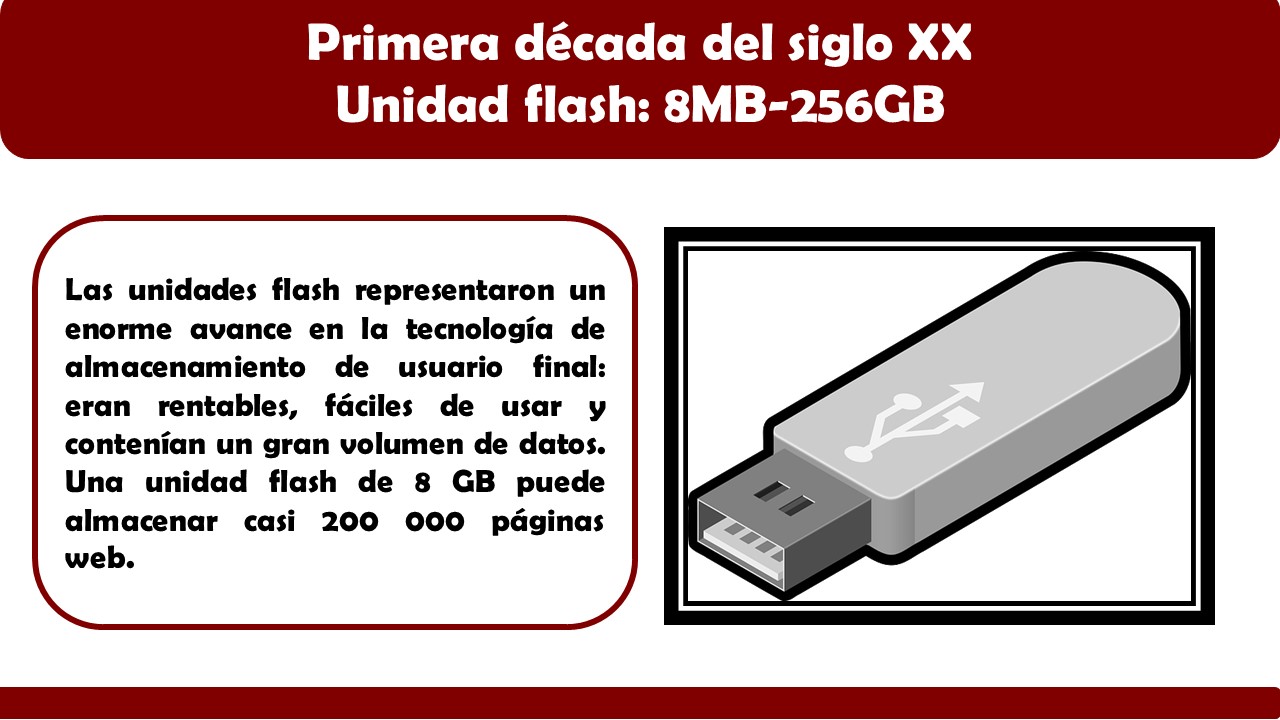 Primera década del siglo XX
Unidad flash: 8MB-256GB
Las unidades flash representaron un
enorme avance en la tecnología de
almacenamiento de usuario final:
eran rentables, fáciles de usar y
contenían un gran volumen de datos.
Una unidad flash de 8 GB puede
almacenar casi 200 000 páginas
web.